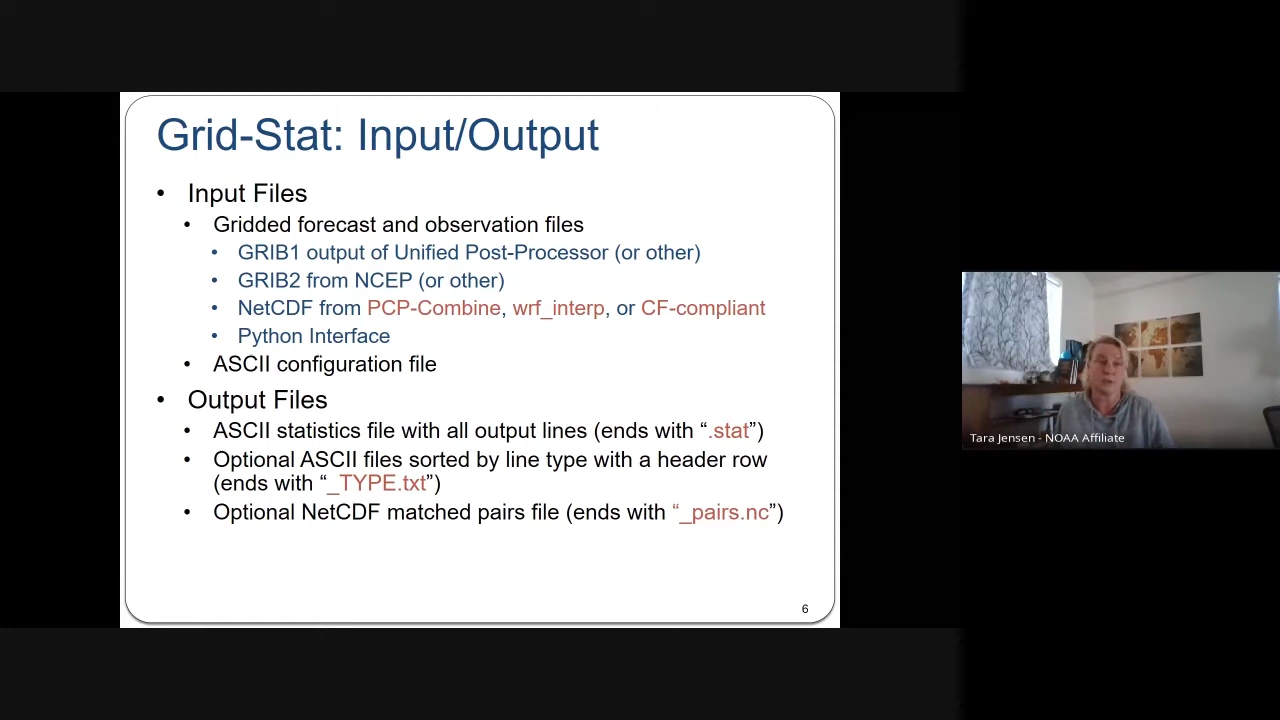 Grid-Stat: Input/Output
• Input Files
• Gridded forecast and observation files
• GRIB1 output of Unified Post-Processor (or other)
• GRIB2 from NCEP (or other)
• NetCDF from PCP-Combine, wrf_interp, or CF-compliant
• Python Interface
• ASCII configuration file
• Output Files
• ASCII statistics file with all output lines (ends with “.stat”)
• Optional ASCII files sorted by line type with a header row
(ends with “_TYPE.txt”)
• Optional NetCDF matched pairs file (ends with “_pairs.nc”)
6
Tara Jensen - NOAA Affiliate